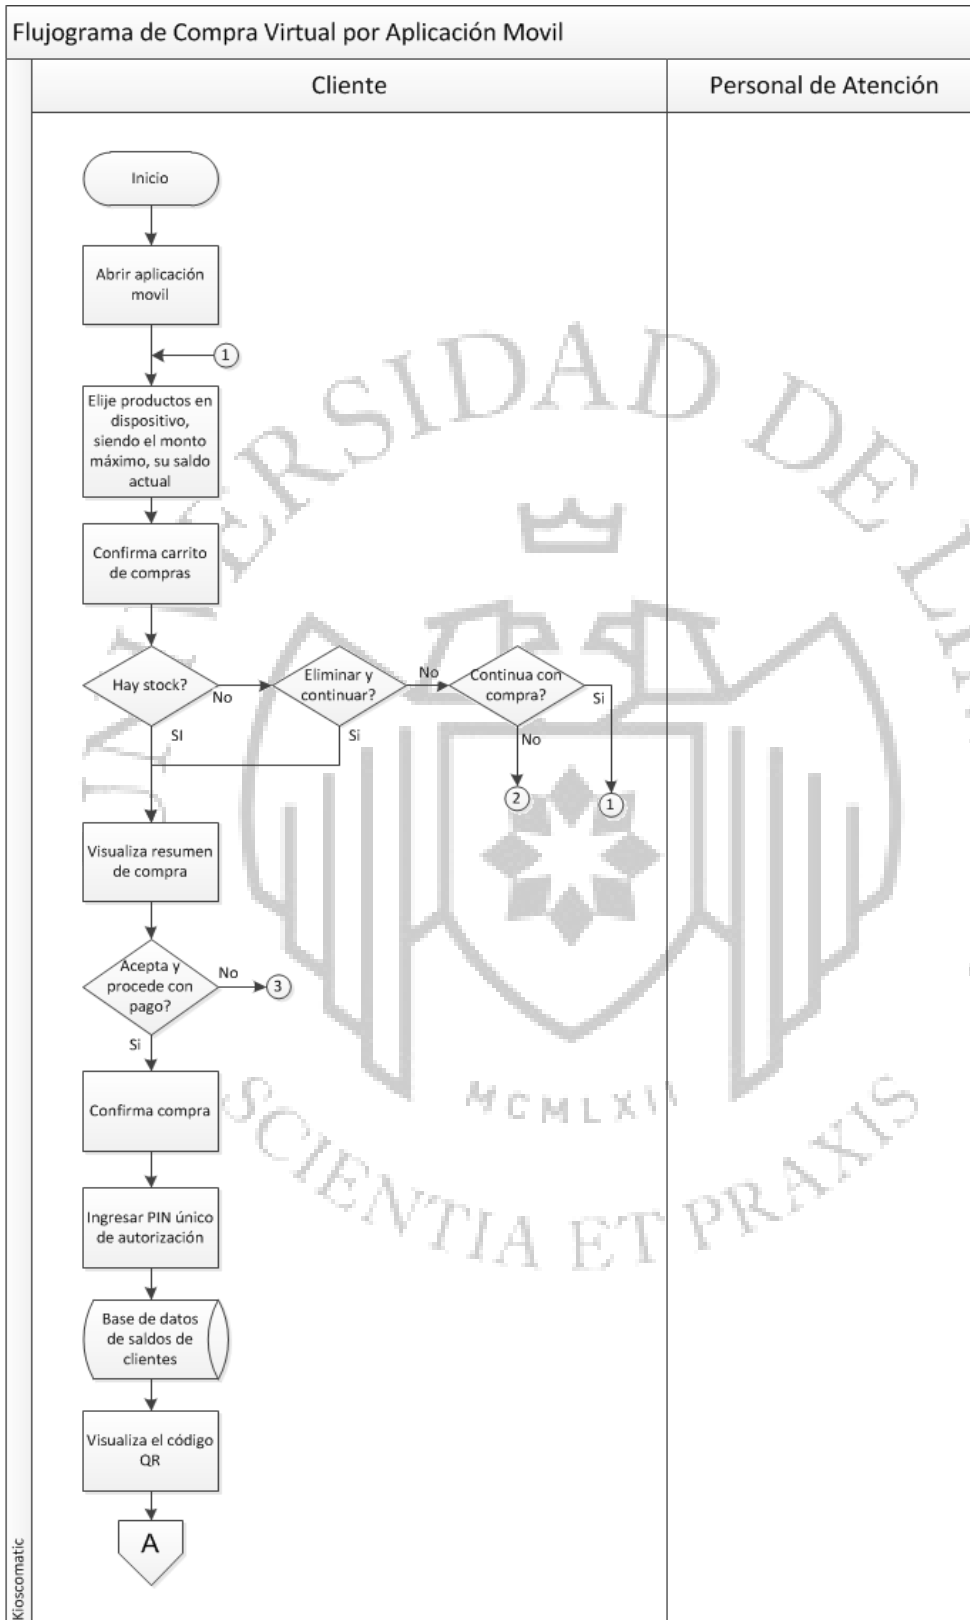 Flujograma de Compra Virtual por Aplicación Movil
Cliente
Personal de Atención
Inicio
Abrir aplicación
movil
1
Elije productos en
dispositivo,
siendo el monto
máximo, su saldo
actual
Confirma carrito
de compras
Hay stock?
No
Eliminar y
continuar?
No
Continua con
compra?
Si
SI
Si
No
2
1
Visualiza resumen
de compra
Acepta y
procede con
pago?
No
3
Si
Confirma compra
Ingresar PIN único
de autorización
Base de datos
de saldos de
clientes
Visualiza el código
QR
A
Kioscomatic
MCMLXII
SCIENTIA ET PRAXIS